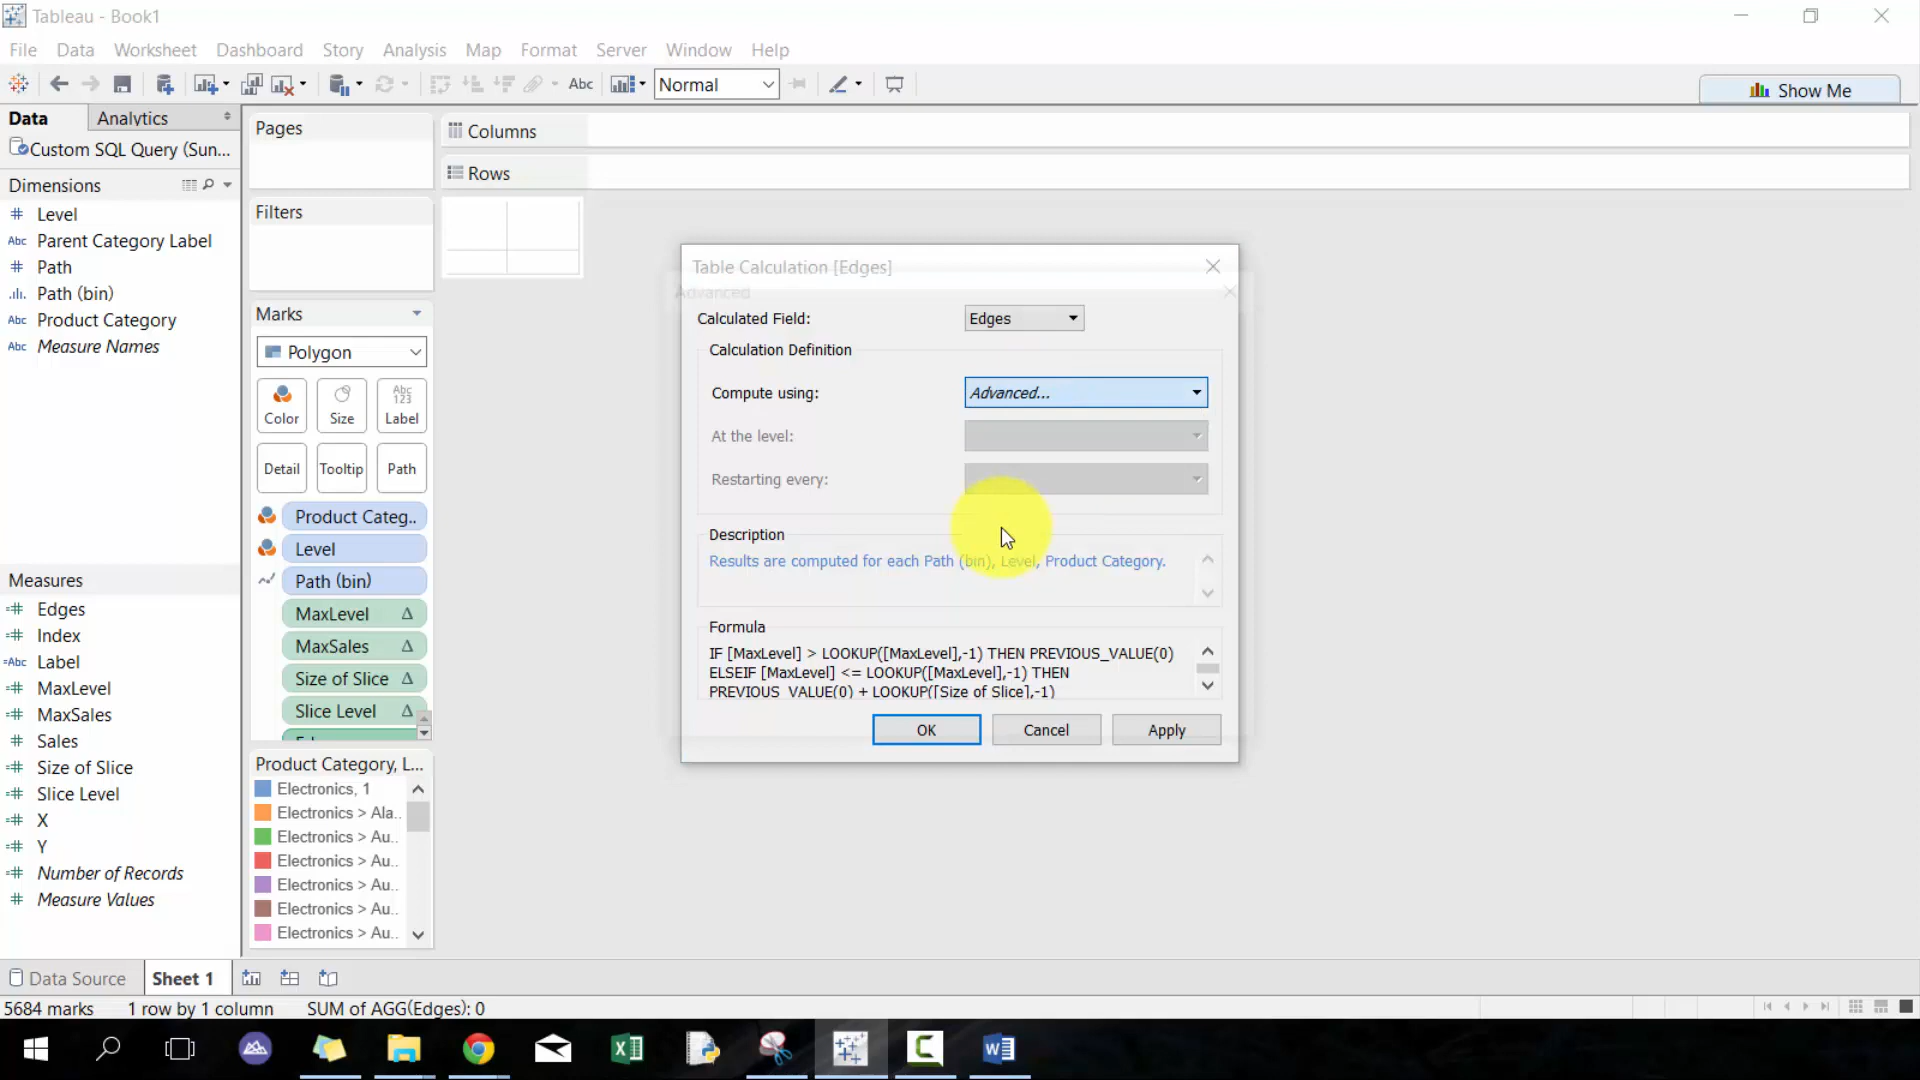 Tableau - Book1
File Data Worksheet Dashboard Story Analysis Map Format Server Window Help
Abc Normal Show Me
Data Analytics
Custom SQL Query (Sun...
Dimensions
# Level
Abc Parent Category Label
# Path
Path (bin)
Abc Product Category
Abc Measure Names
Measures
=# Edges
=# Index
=Abc Label
=# MaxLevel
=# MaxSales
# Sales
=# Size of Slice
=# Slice Level
=# X
=# Y
=# Number of Records
# Measure Values
Pages
Filters
Marks
Polygon
Color Size Abc 123 Label
Detail Tooltip Path
Product Categ..
Level
Path (bin)
MaxLevel Δ
MaxSales Δ
Size of Slice Δ
Slice Level Δ
Product Category, L...
Electronics, 1
Electronics > Ala..
Electronics > Au..
Electronics > Au..
Electronics > Au..
Electronics > Au..
Electronics > Au..
Columns
Rows
Table Calculation [Edges]
Advanced
Calculated Field: Edges
Calculation Definition
Compute using: Advanced...
At the level:
Restarting every:
Description
Results are computed for each Path (bin), Level, Product Category.
Formula
IF [MaxLevel] > LOOKUP([MaxLevel],-1) THEN PREVIOUS_VALUE(0)
ELSEIF [MaxLevel] <= LOOKUP([MaxLevel],-1) THEN
PREVIOUS_VALUE(0) + LOOKUP([Size of Slice],-1)
OK Cancel Apply
Data Source Sheet 1
5684 marks 1 row by 1 column SUM of AGG(Edges): 0